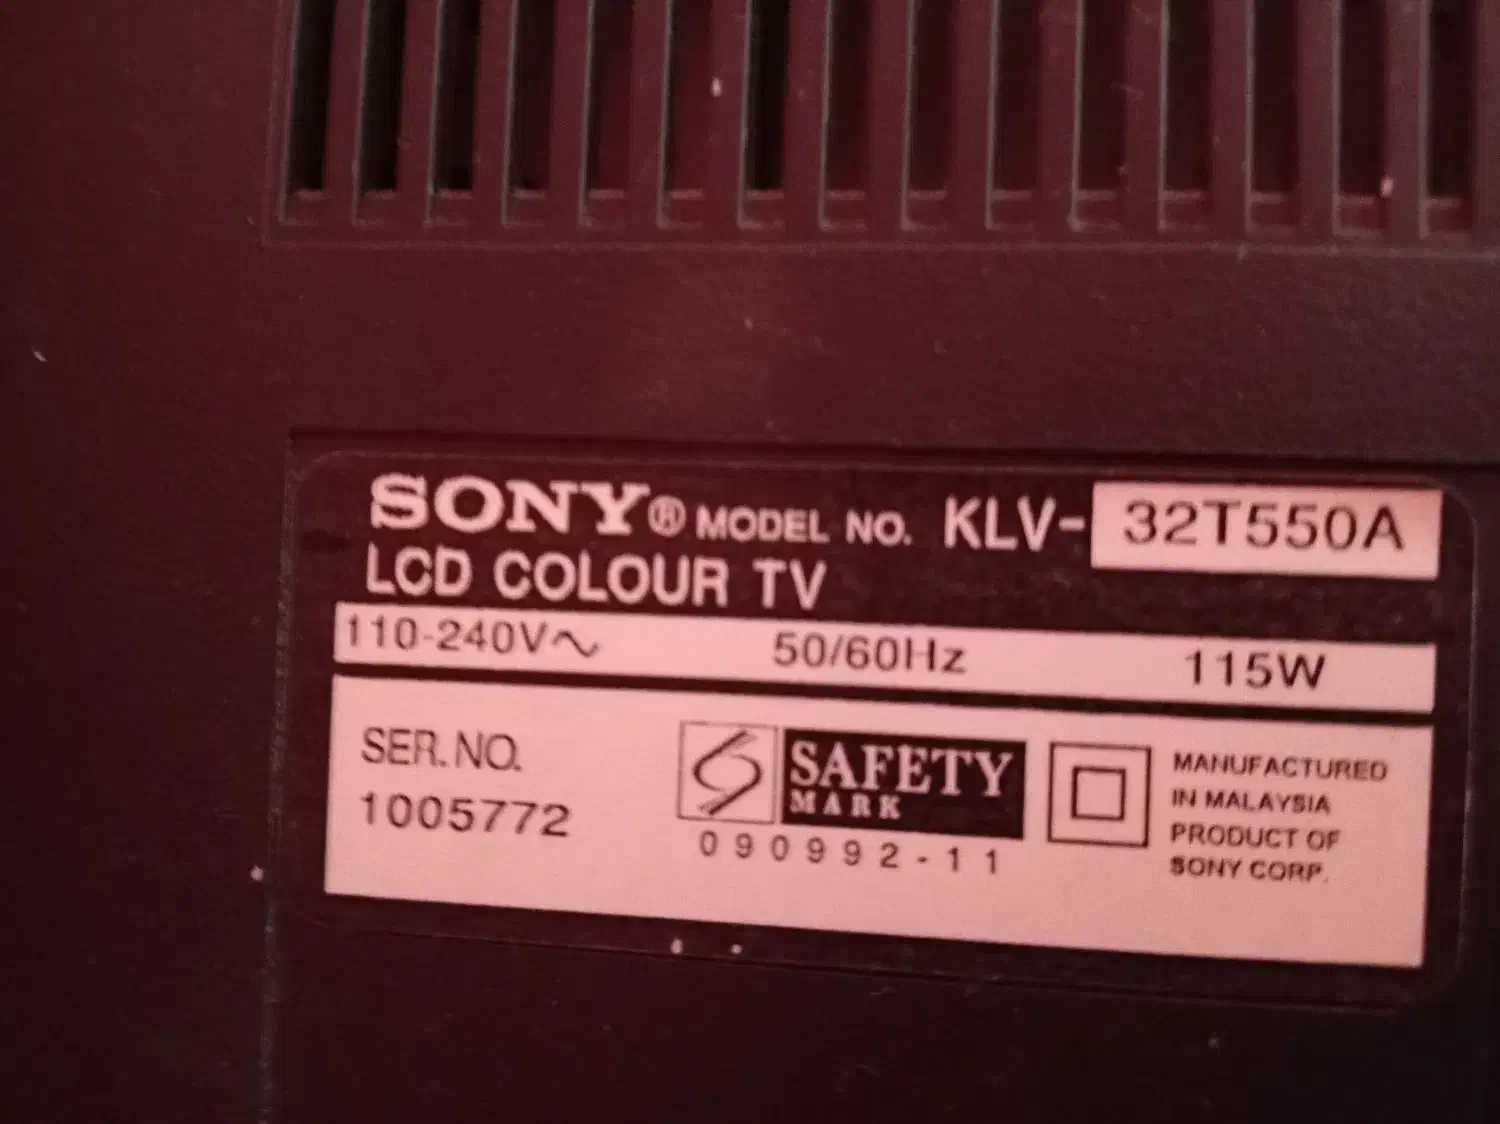 SONY® MODEL NO. KLV-32T550A
LCD COLOUR TV
110-240V~ 50/60Hz 115W
SER.NO.
1005772
SAFETY
MARK
090992-11
MANUFACTURED
IN MALAYSIA
PRODUCT OF
SONY CORP.